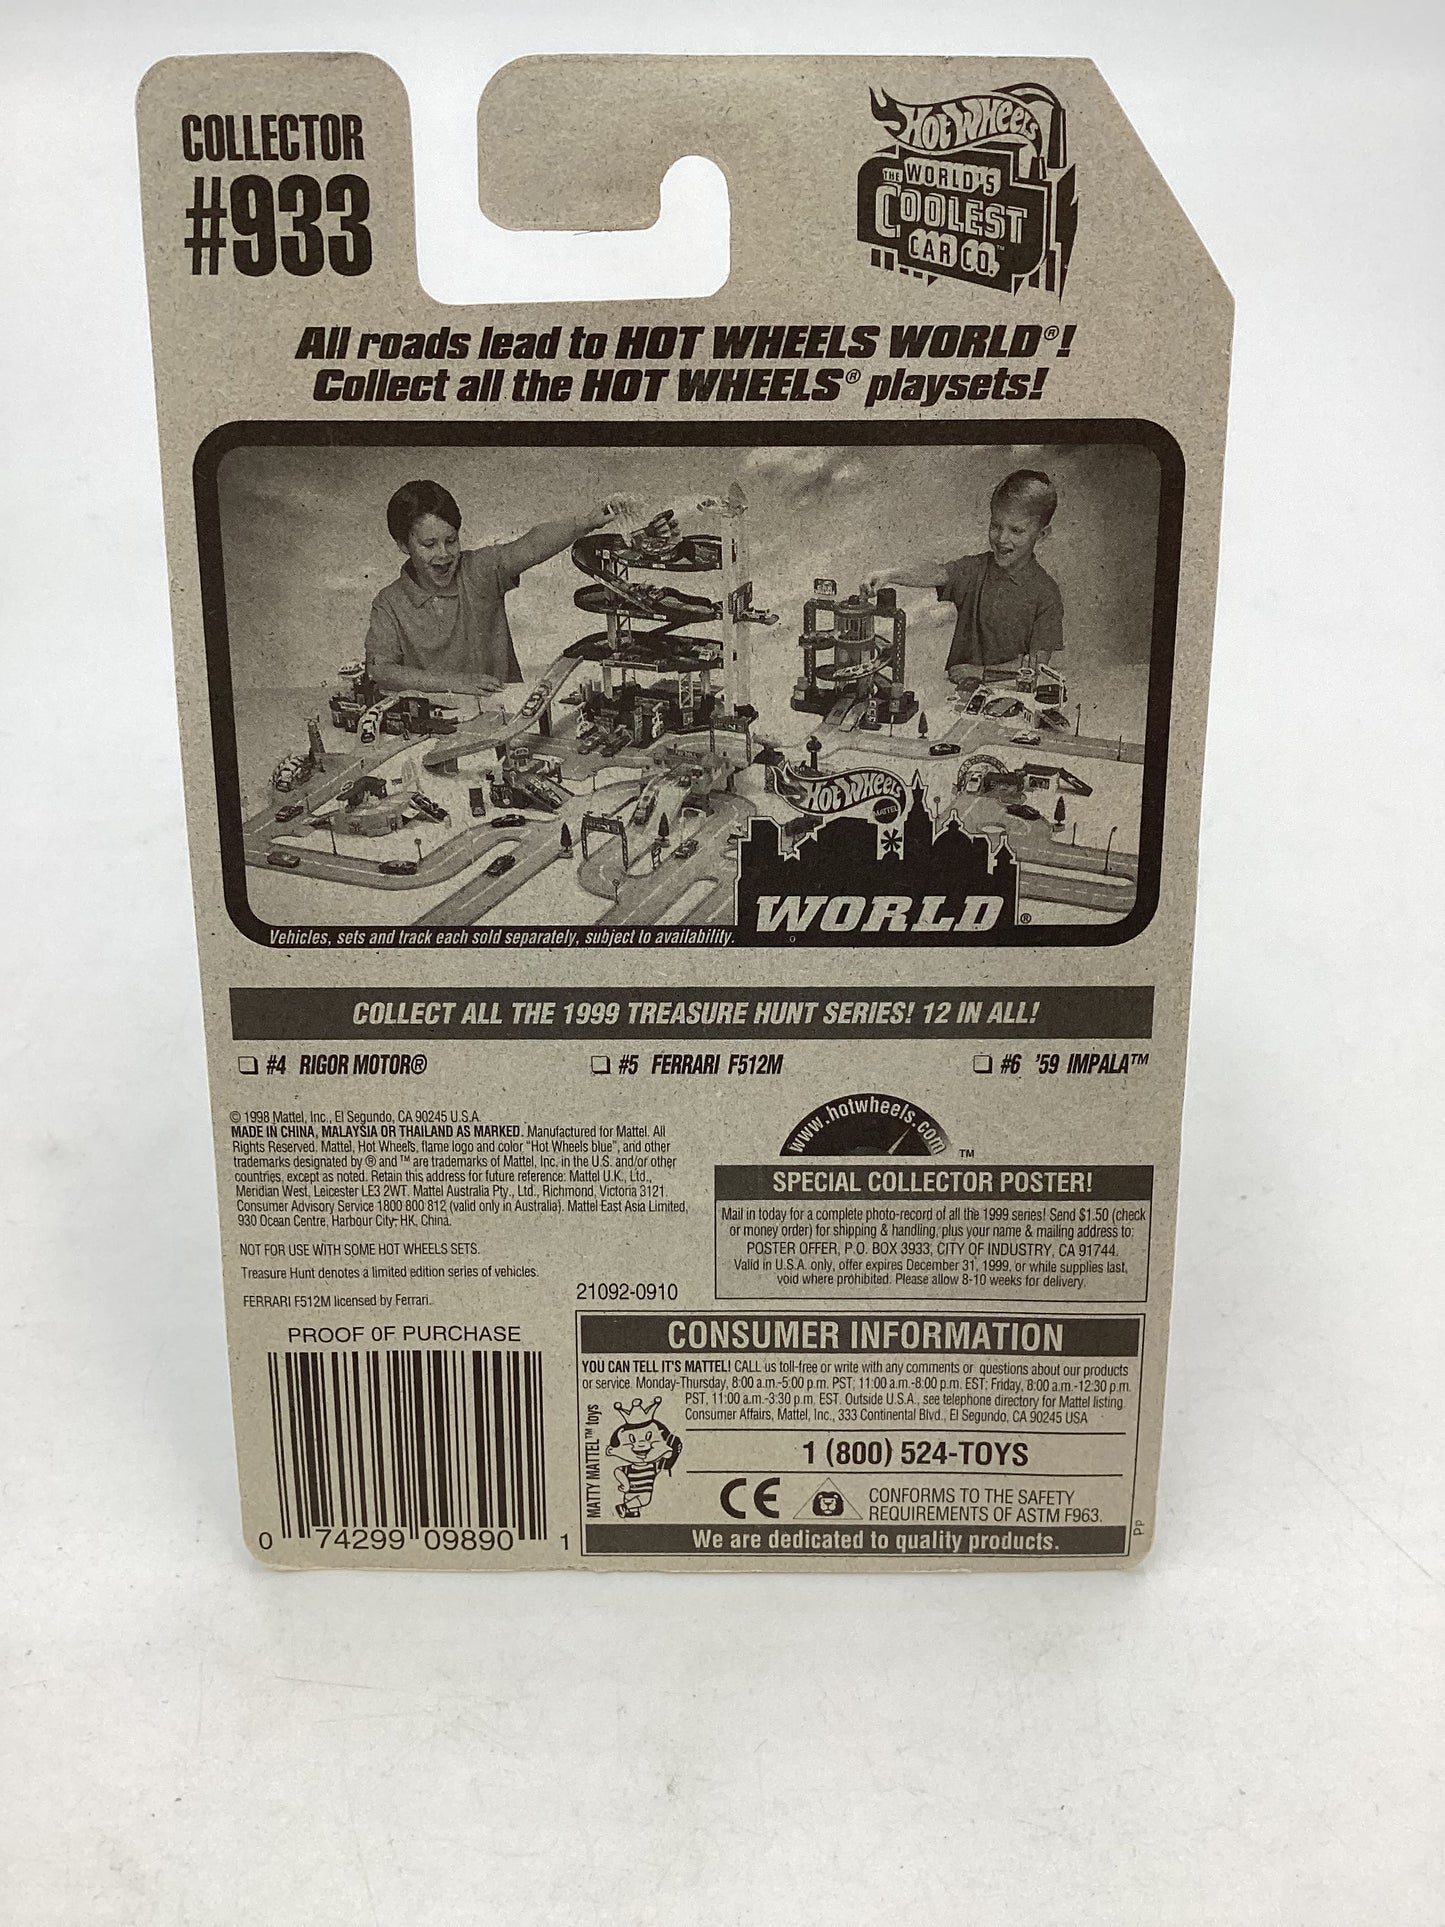 COLLECTOR
#933
Hot Wheels
THE WORLD'S
COOLEST
CAR CO.™
All roads lead to HOT WHEELS WORLD®!
Collect all the HOT WHEELS® playsets!
Hot Wheels
MATTEL
WORLD®
Vehicles, sets and track each sold separately, subject to availability.
COLLECT ALL THE 1999 TREASURE HUNT SERIES! 12 IN ALL!
#4 RIGOR MOTOR®
#5 FERRARI F512M
#6 '59 IMPALA™
© 1998 Mattel, Inc., El Segundo, CA 90245 U.S.A.
MADE IN CHINA, MALAYSIA OR THAILAND AS MARKED. Manufactured for Mattel. All
Rights Reserved. Mattel, Hot Wheels, flame logo and color "Hot Wheels blue", and other
trademarks designated by ® and ™ are trademarks of Mattel, Inc. in the U.S. and/or other
countries, except as noted. Retain this address for future reference: Mattel U.K., Ltd.,
Meridian West, Leicester LE3 2WT. Mattel Australia Pty., Ltd., Richmond, Victoria 3121.
Consumer Advisory Service 1800 800 812 (valid only in Australia). Mattel East Asia Limited,
930 Ocean Centre, Harbour City, HK, China.
NOT FOR USE WITH SOME HOT WHEELS SETS.
Treasure Hunt denotes a limited edition series of vehicles.
FERRARI F512M licensed by Ferrari.
21092-0910
www.hotwheels.com™
SPECIAL COLLECTOR POSTER!
Mail in today for a complete photo-record of all the 1999 series! Send $1.50 (check
or money order) for shipping & handling, plus your name & mailing address to:
POSTER OFFER, P.O. BOX 3933, CITY OF INDUSTRY, CA 91744.
Valid in U.S.A. only, offer expires December 31, 1999, or while supplies last,
void where prohibited. Please allow 8-10 weeks for delivery.
PROOF OF PURCHASE
0 74299 09890 1
CONSUMER INFORMATION
YOU CAN TELL IT'S MATTEL! CALL us toll-free or write with any comments or questions about our products
or service. Monday-Thursday, 8:00 a.m.-5:00 p.m. PST, 11:00 a.m.-8:00 p.m. EST; Friday, 8:00 a.m.-12:30 p.m.
PST, 11:00 a.m.-3:30 p.m. EST. Outside U.S.A., see telephone directory for Mattel listing.
Consumer Affairs, Mattel, Inc., 333 Continental Blvd., El Segundo, CA 90245 USA
MATTY MATTEL™ toys
1 (800) 524-TOYS
CE
CONFORMS TO THE SAFETY
REQUIREMENTS OF ASTM F963.
We are dedicated to quality products.
Pp